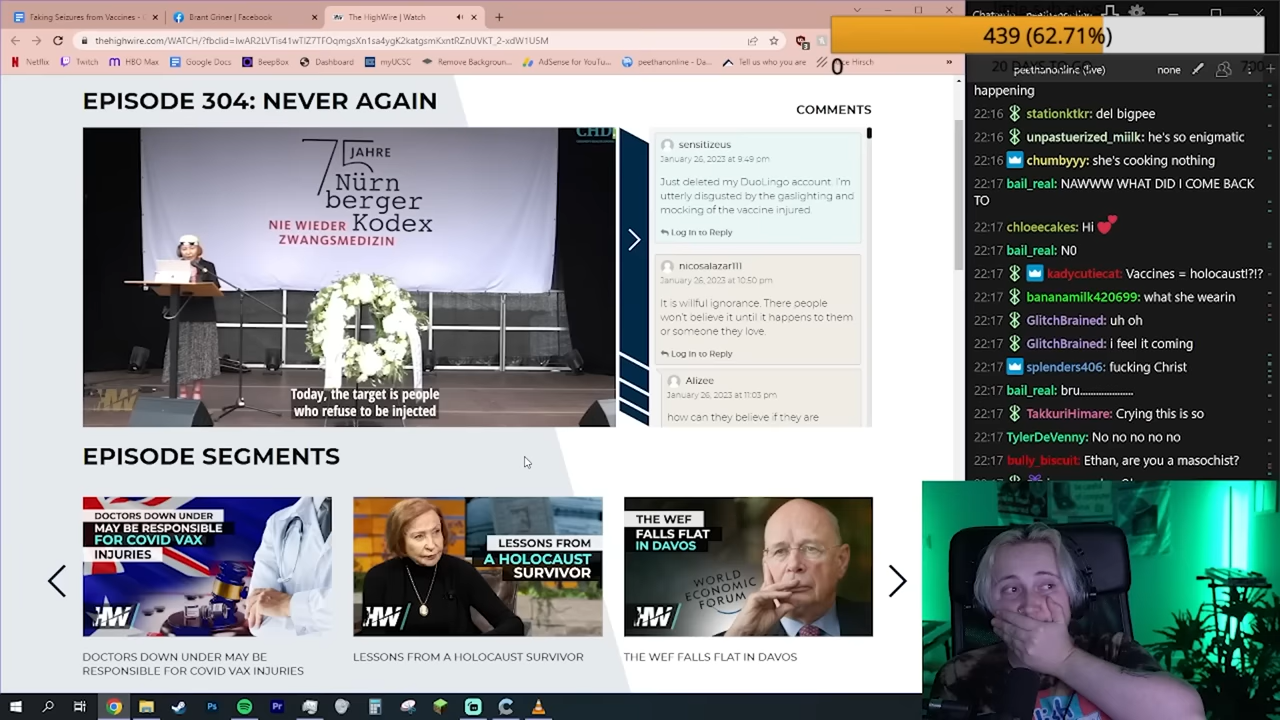 Faking Seizures from Vaccines -
Brant Griner | Facebook
The HighWire | Watch
thehighwire.com/WATCH/?fbclid=IwAR2LVTis41wTlZ7TFOqmgsXn1sa4ygK2katgsmKxntRZnUVKT_2-xdW1U5M
Netflix
Twitch
HBO Max
Google Docs
BeepBox
Dashboard
myUCSC
Remove Backgroun...
AdSense for YouTu...
peethanonline - Da...
Tell us who you are
Hirsch
439 (62.71%)
0
peethanonline (live)
none
EPISODE 304: NEVER AGAIN
COMMENTS
CHD
75 JAHRE
Nürn
berger
Kodex
NIE WIEDER
ZWANGSMEDIZIN
Today, the target is people
who refuse to be injected
sensitizeus
January 26, 2023 at 9:49 pm
Just deleted my DuoLingo account. I'm
utterly disgusted by the gaslighting and
mocking of the vaccine injured
Log in to Reply
nicosalazar111
January 26, 2023 at 10:50 pm
It is willful ignorance. There people
won't believe it until it happens to them
or someone they love.
Log in to Reply
Alizee
January 26, 2023 at 11:03 pm
how can they believe if they are
EPISODE SEGMENTS
DOCTORS DOWN UNDER
MAY BE RESPONSIBLE
FOR COVID VAX
INJURIES
HW
DOCTORS DOWN UNDER MAY BE
RESPONSIBLE FOR COVID VAX INJURIES
LESSONS FROM
A HOLOCAUST
SURVIVOR
HW
LESSONS FROM A HOLOCAUST SURVIVOR
THE WEF
FALLS FLAT
IN DAVOS
WORLD
ECONOMIC
FORUM
HW
THE WEF FALLS FLAT IN DAVOS
happening
22:16 stationktkr: del bigpee
22:16 unpastuerized_miilk: he's so enigmatic
22:16 chumbyyy: she's cooking nothing
22:17 bail_real: NAWWW WHAT DID I COME BACK
TO
22:17 chloeecakes: Hi 💕
22:17 bail_real: N0
22:17 kadycutiecat: Vaccines = holocaust!?!?
22:17 bananamilk420699: what she wearin
22:17 GlitchBrained: uh oh
22:17 GlitchBrained: i feel it coming
22:17 splenders406: fucking Christ
22:17 bail_real: bru.....................
22:17 TakkuriHimare: Crying this is so
22:17 TylerDeVenny: No no no no no
22:17 bully_biscuit: Ethan, are you a masochist?